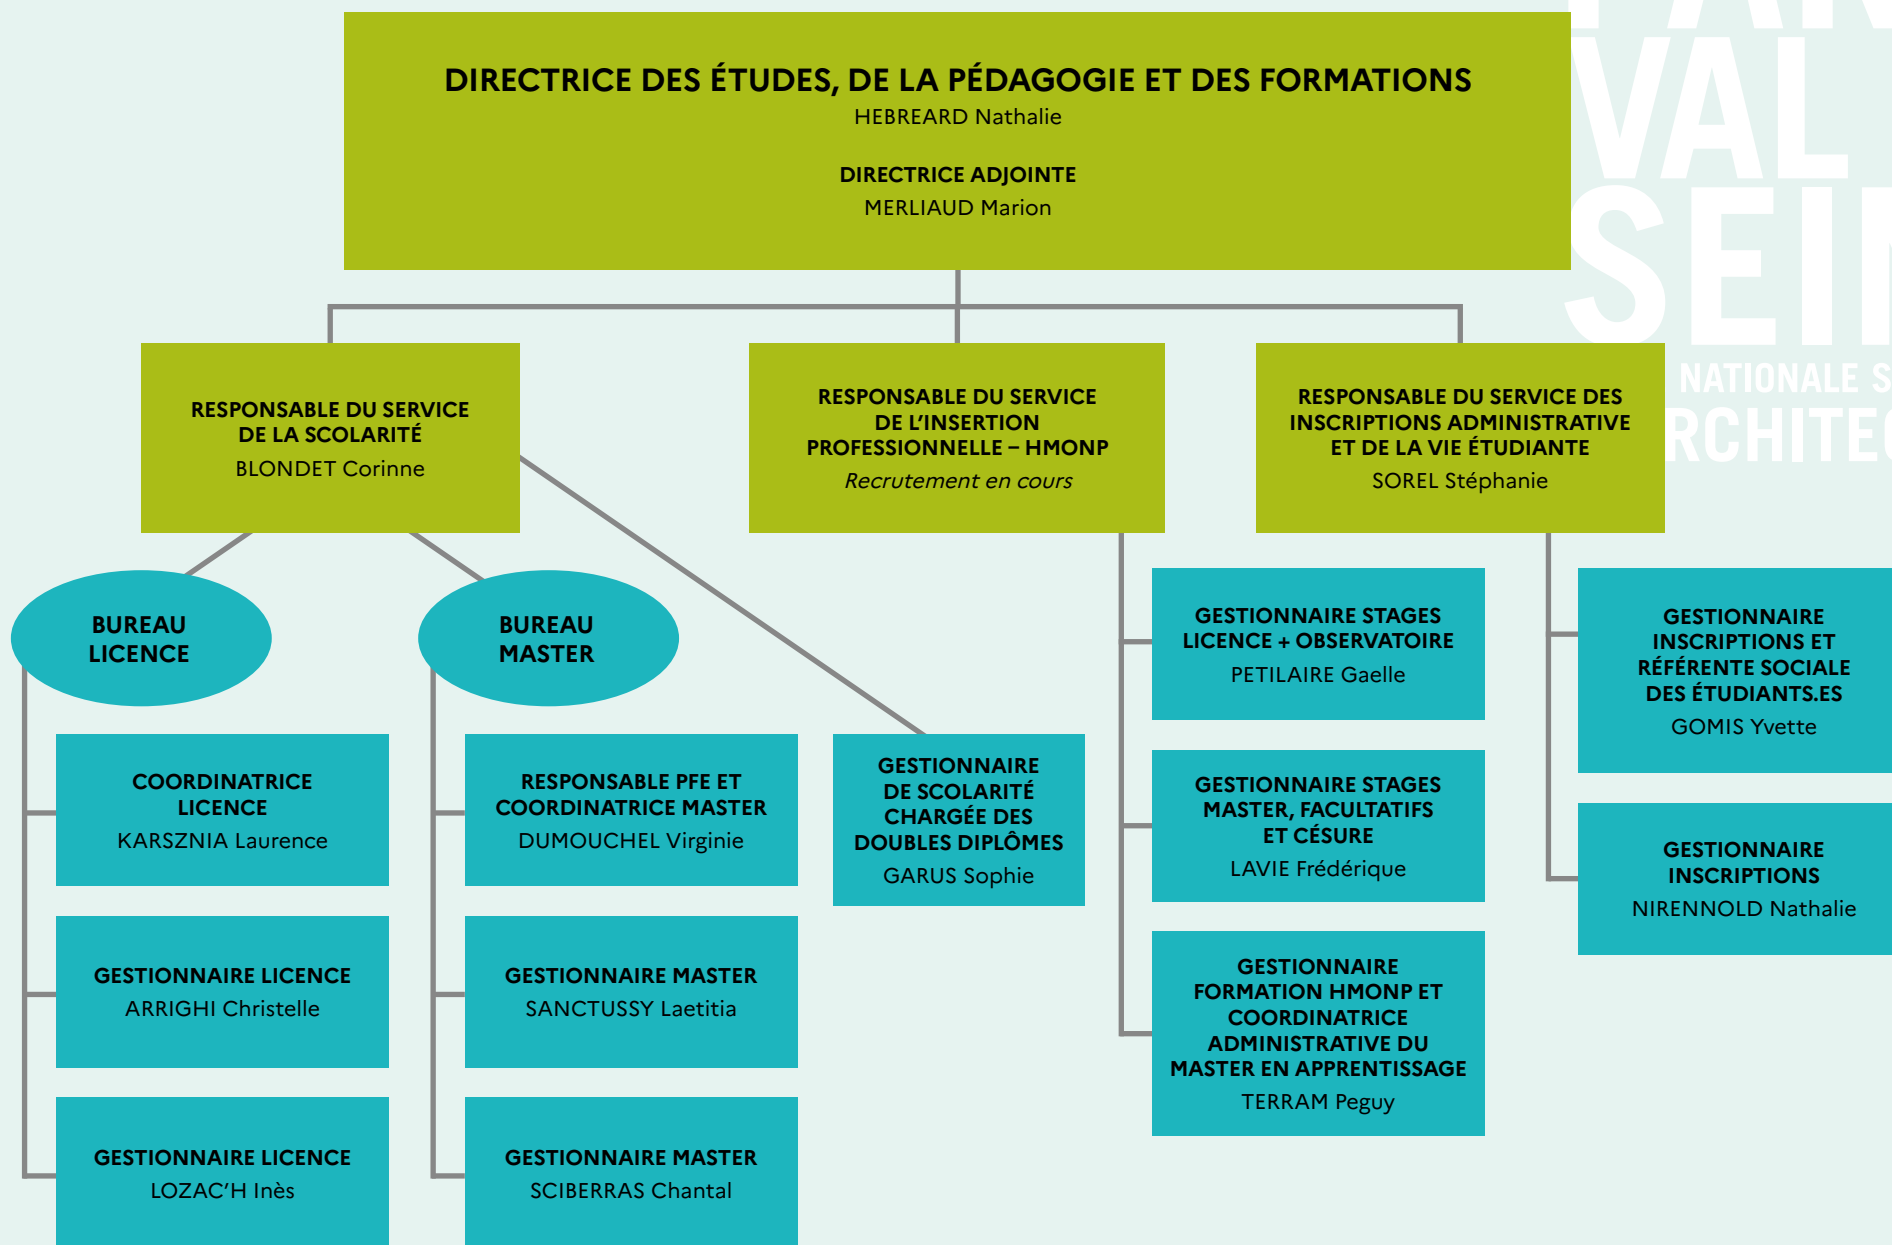 DIRECTRICE DES ÉTUDES, DE LA PÉDAGOGIE ET DES FORMATIONS
HEBREARD Nathalie
DIRECTRICE ADJOINTE
MERLIAUD Marion
VAL
NATIONALE
RESPONSABLE DU SERVICE
DE LA SCOLARITÉ
BLONDET Corinne
RESPONSABLE DU SERVICE
DE L’INSERTION
PROFESSIONNELLE – HMONP
Recrutement en cours
RESPONSABLE DU SERVICE DES
INSCRIPTIONS ADMINISTRATIVE
ET DE LA VIE ÉTUDIANTE
SOREL Stéphanie
BUREAU
LICENCE
COORDINATRICE
LICENCE
KARSZNIA Laurence
GESTIONNAIRE LICENCE
ARRIGHI Christelle
GESTIONNAIRE LICENCE
LOZAC’H Inès
BUREAU
MASTER
RESPONSABLE PFE ET
COORDINATRICE MASTER
DUMOUCHEL Virginie
GESTIONNAIRE MASTER
SANCTUSSY Laetitia
GESTIONNAIRE MASTER
SCIBERRAS Chantal
GESTIONNAIRE
DE SCOLARITÉ
CHARGÉE DES
DOUBLES DIPLÔMES
GARUS Sophie
GESTIONNAIRE STAGES
LICENCE + OBSERVATOIRE
PETILAIRE Gaelle
GESTIONNAIRE STAGES
MASTER, FACULTATIFS
ET CÉSURE
LAVIE Frédérique
GESTIONNAIRE
FORMATION HMONP ET
COORDINATRICE
ADMINISTRATIVE DU
MASTER EN APPRENTISSAGE
TERRAM Peguy
GESTIONNAIRE
INSCRIPTIONS ET
RÉFÉRENTE SOCIALE
DES ÉTUDIANTS.ES
GOMIS Yvette
GESTIONNAIRE
INSCRIPTIONS
NIRENNOLD Nathalie